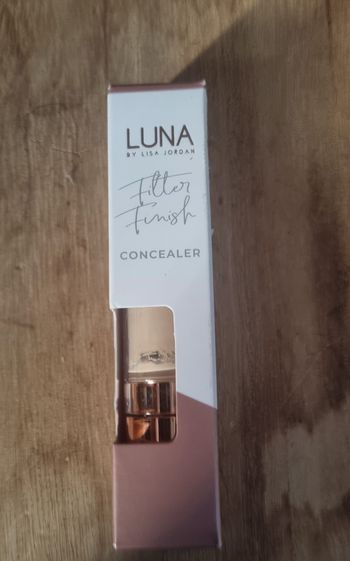 LUNA
BY LISA JORDAN
Filter
Finish
CONCEALER